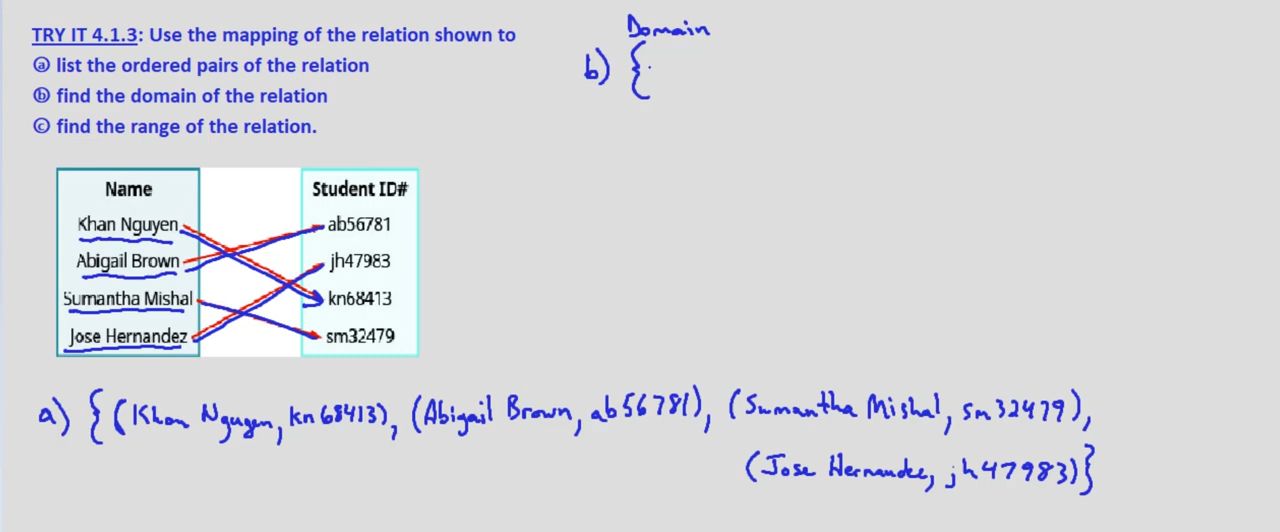 TRY IT 4.1.3: Use the mapping of the relation shown to
ⓐ list the ordered pairs of the relation
ⓑ find the domain of the relation
ⓒ find the range of the relation.
Domain
b) {
Name
Khan Nguyen
Abigail Brown
Sumantha Mishal
Jose Hernandez
Student ID#
ab56781
jh47983
kn68413
sm32479
a) {(Khan Nguyen, kn68413), (Abigail Brown, ab56781), (Sumantha Mishal, sm32479),
(Jose Hernandez, jh47983)}